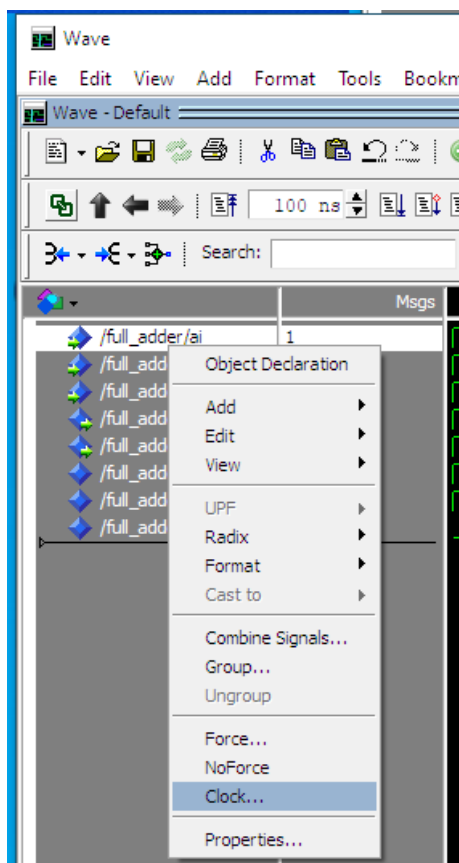 Wave
File Edit View Add Format Tools
Wave - Default
100 ns
Search:
Msgs
/full_adder/ai 1
/full_add
/full_add
/full_add
/full_add
/full_add
/full_add
/full_add
Object Declaration
Add
Edit
View
UPF
Radix
Format
Cast to
Combine Signals...
Group...
Ungroup
Force...
NoForce
Clock...
Properties...